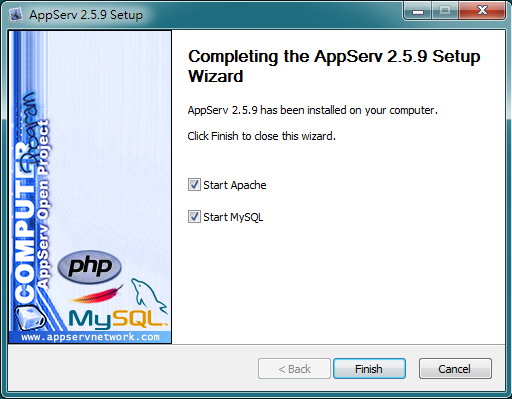 AppServ 2.5.9 Setup
Completing the AppServ 2.5.9 Setup
Wizard
AppServ 2.5.9 has been installed on your computer.
Click Finish to close this wizard.
Start Apache
Start MySQL
COMPUTER
Program
AppServ Open Project
php
MySQL™
www.appservnetwork.com
< Back
Finish
Cancel